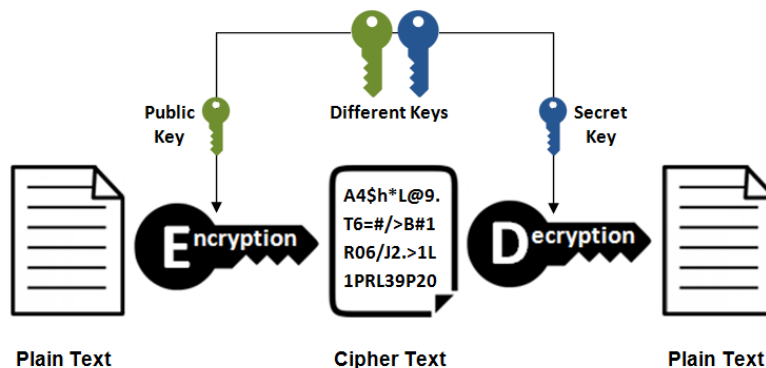 Public
Key
Different Keys
Secret
Key
Encryption
A4$h*L@9.
T6=#/>B#1
R06/J2.>1L
1PRL39P20
Decryption
Plain Text
Cipher Text
Plain Text